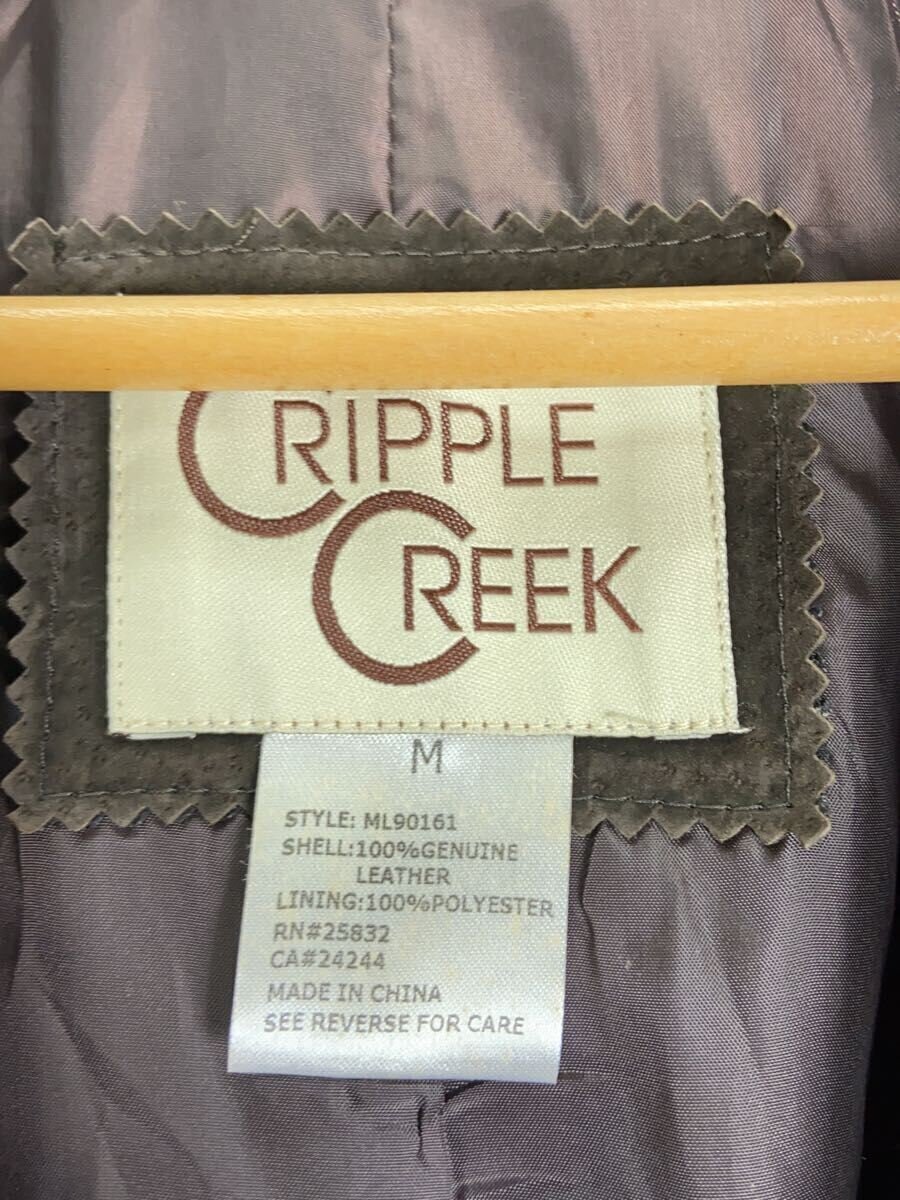 CRIPPLE
CREEK
M
STYLE: ML90161
SHELL:100%GENUINE
LEATHER
LINING:100%POLYESTER
RN#25832
CA#24244
MADE IN CHINA
SEE REVERSE FOR CARE